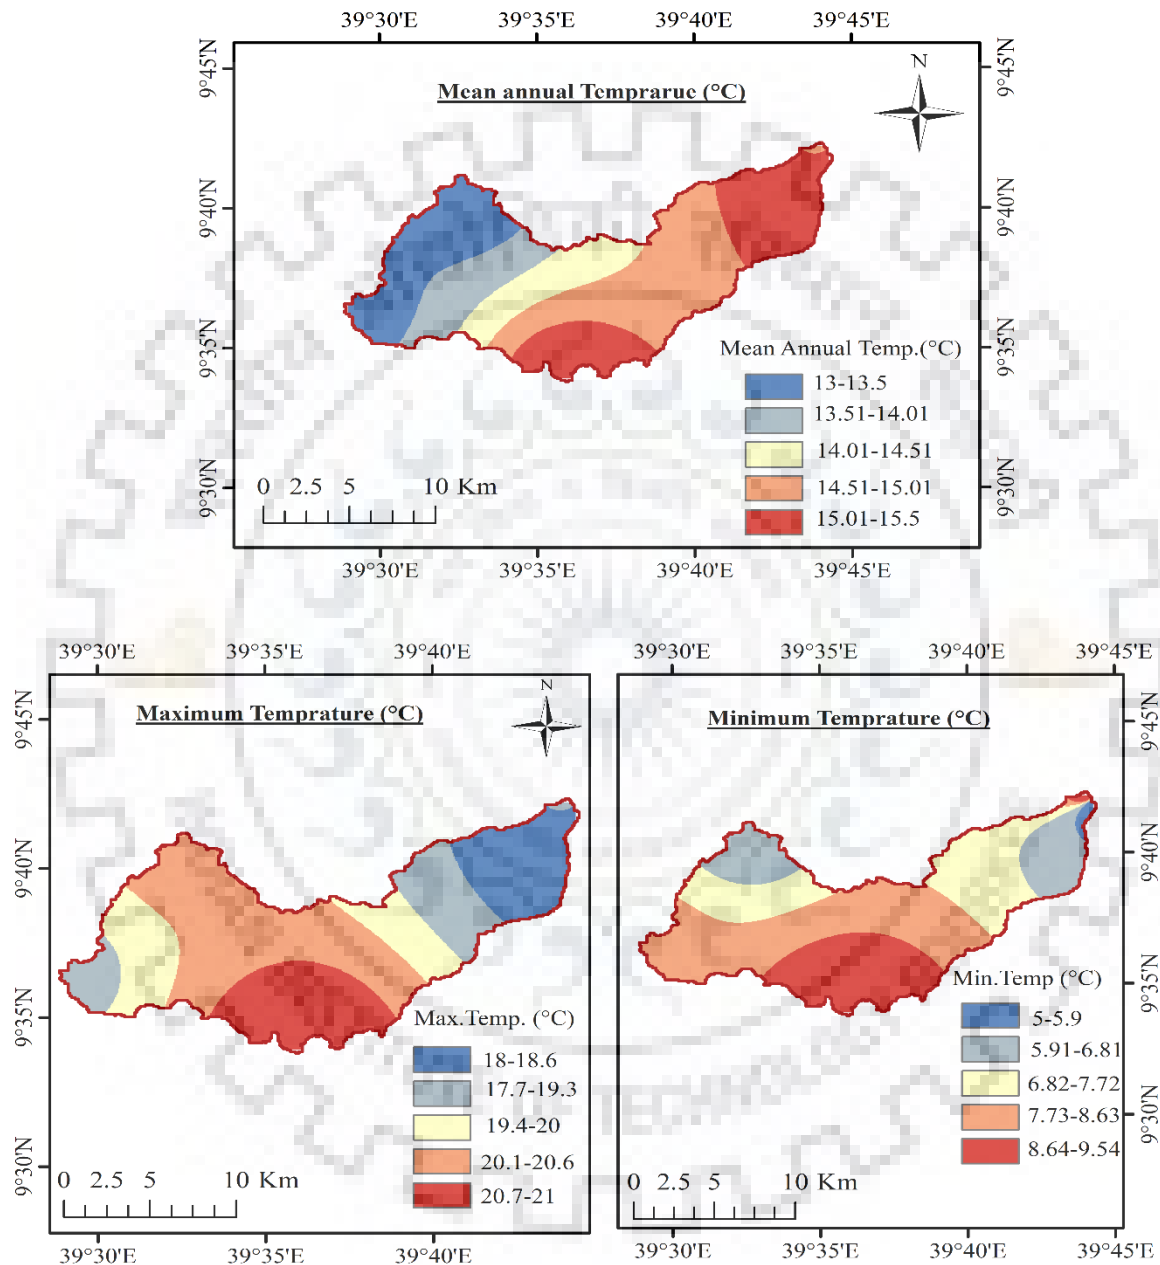 39°30'E 39°35'E 39°40'E 39°45'E
9°45'N 9°45'N
Mean annual Temprarue (°C)
N
9°40'N 9°40'N
9°35'N 9°35'N
Mean Annual Temp.(°C)
13-13.5
13.51-14.01
14.01-14.51
14.51-15.01
15.01-15.5
9°30'N 9°30'N
0 2.5 5 10 Km
39°30'E 39°35'E 39°40'E 39°45'E
39°30'E 39°35'E 39°40'E
9°45'N
Maximum Temprature (°C)
N
9°40'N
9°35'N
Max.Temp. (°C)
18-18.6
17.7-19.3
19.4-20
20.1-20.6
20.7-21
9°30'N
0 2.5 5 10 Km
39°30'E 39°35'E 39°40'E
39°30'E 39°35'E 39°40'E 39°45'E
9°45'N
Minimum Temprature (°C)
9°40'N
9°35'N
Min.Temp (°C)
5-5.9
5.91-6.81
6.82-7.72
7.73-8.63
8.64-9.54
9°30'N
0 2.5 5 10 Km
39°30'E 39°35'E 39°40'E 39°45'E